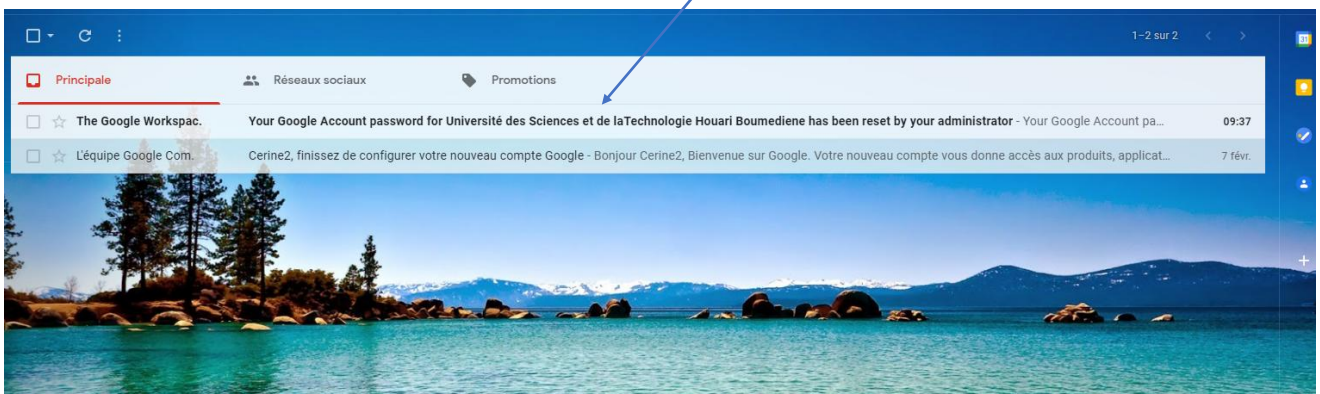 1–2 sur 2
31
Principale Réseaux sociaux Promotions
The Google Workspac. Your Google Account password for Université des Sciences et de laTechnologie Houari Boumediene has been reset by your administrator - Your Google Account pa... 09:37
L'équipe Google Com. Cerine2, finissez de configurer votre nouveau compte Google - Bonjour Cerine2, Bienvenue sur Google. Votre nouveau compte vous donne accès aux produits, applicat... 7 févr.